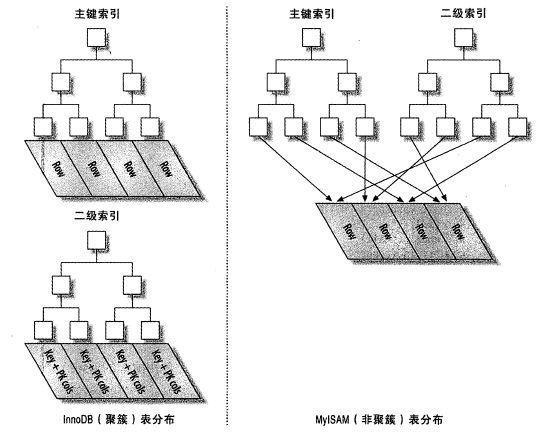 主键索引
Row
Row
Row
Row
二级索引
Key + PK cols
Key + PK cols
Key + PK cols
Key + PK cols
InnoDB（聚簇）表分布
主键索引
二级索引
Row
Row
Row
Row
MyISAM（非聚簇）表分布